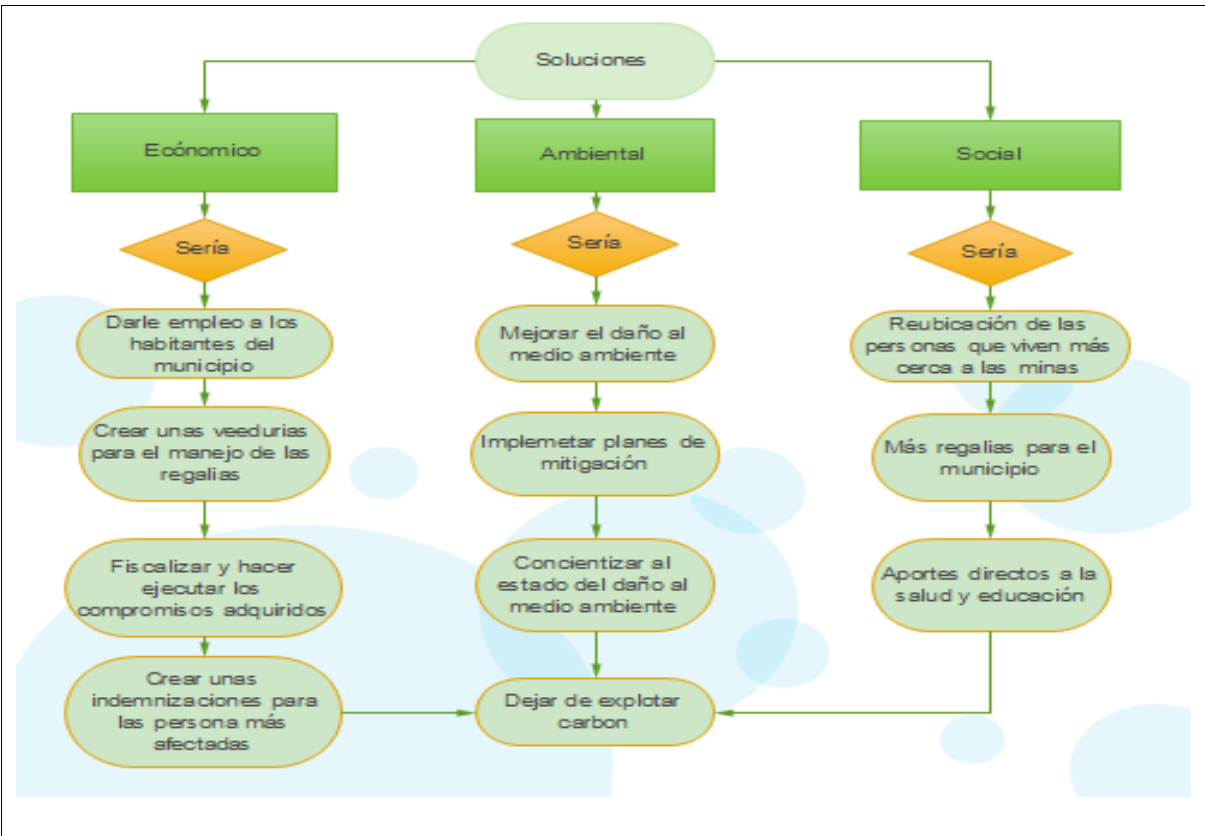 Soluciones
Ecónomico
Sería
Darle empleo a los
habitantes del
municipio
Crear unas veedurias
para el manejo de las
regalias
Fiscalizar y hacer
ejecutar los
compromisos adquiridos
Crear unas
indemnizaciones para
las persona más
afectadas
Ambiental
Sería
Mejorar el daño al
medio ambiente
Implemetar planes de
mitigación
Concientizar al
estado del daño al
medio ambiente
Dejar de explotar
carbon
Social
Sería
Reubicación de las
personas que viven más
cerca a las minas
Más regalias para el
municipio
Aportes directos a la
salud y educación